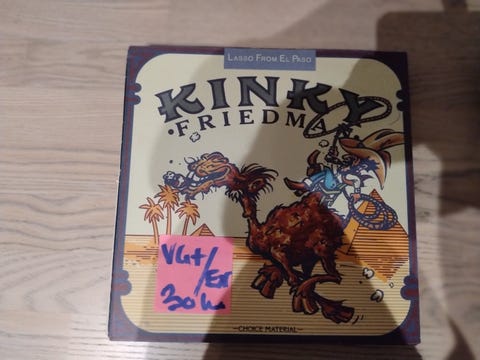 LASSO FROM EL PASO
KINKY
FRIEDMA
VG+/
EX
30
—CHOICE MATERIAL—